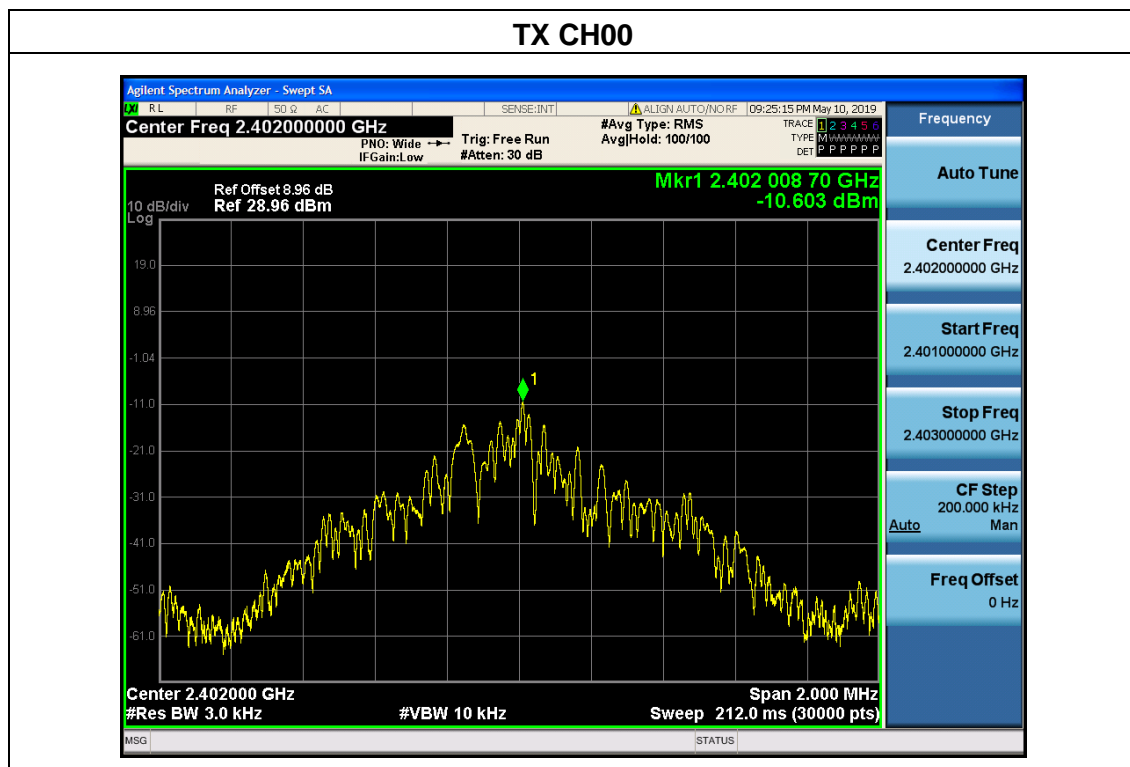 TX CH00
Agilent Spectrum Analyzer - Swept SA
LXI RL RF 50 Ω AC SENSE:INT ALIGN AUTO/NO RF 09:25:15 PM May 10, 2019
Center Freq 2.402000000 GHz
PNO: Wide
IFGain:Low
Trig: Free Run
#Atten: 30 dB
#Avg Type: RMS
Avg|Hold: 100/100
TRACE 1 2 3 4 5 6
TYPE M W W W W W
DET P P P P P P
Mkr1 2.402 008 70 GHz
-10.603 dBm
Ref Offset 8.96 dB
Ref 28.96 dBm
10 dB/div
Log
19.0
8.96
-1.04
-11.0
-21.0
-31.0
-41.0
-51.0
-61.0
1
Center 2.402000 GHz
Span 2.000 MHz
#Res BW 3.0 kHz
#VBW 10 kHz
Sweep 212.0 ms (30000 pts)
MSG
STATUS
Frequency
Auto Tune
Center Freq
2.402000000 GHz
Start Freq
2.401000000 GHz
Stop Freq
2.403000000 GHz
CF Step
200.000 kHz
Auto Man
Freq Offset
0 Hz